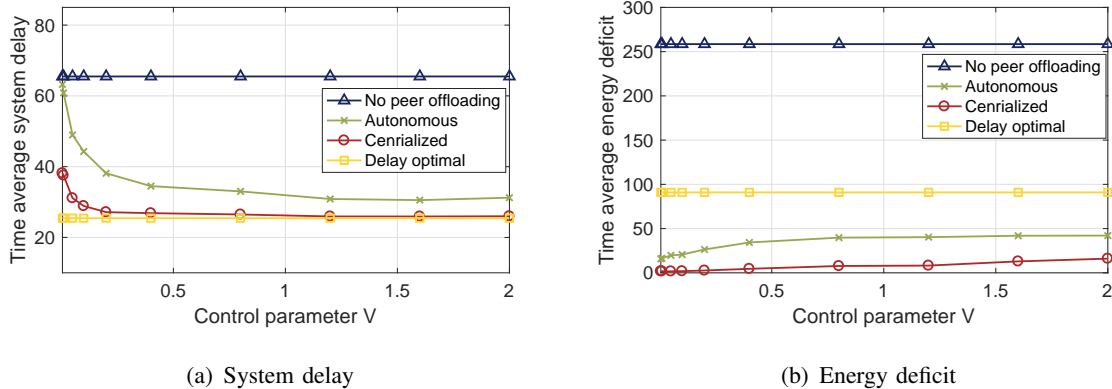 80
60
40
20
0.5
1
1.5
2
Time average system delay
Control parameter V
No peer offloading
Autonomous
Cenrialized
Delay optimal
(a) System delay
300
250
200
150
100
50
0
0.5
1
1.5
2
Time average energy deficit
Control parameter V
No peer offloading
Autonomous
Cenrialized
Delay optimal
(b) Energy deficit